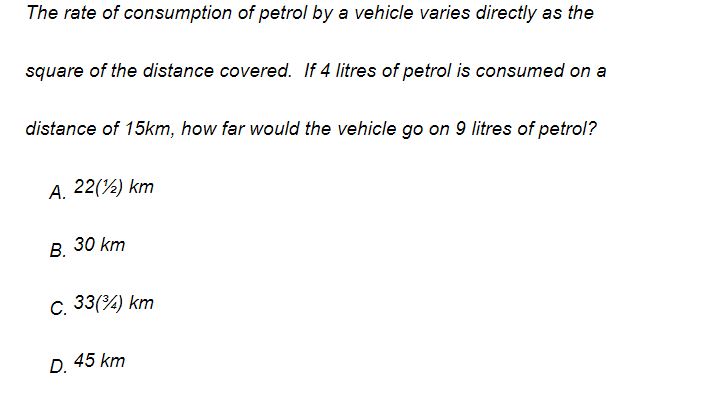 The rate of consumption of petrol by a vehicle varies directly as the
square of the distance covered.  If 4 litres of petrol is consumed on a
distance of 15km, how far would the vehicle go on 9 litres of petrol?
A. 22(½) km
B. 30 km
C. 33(¾) km
D. 45 km